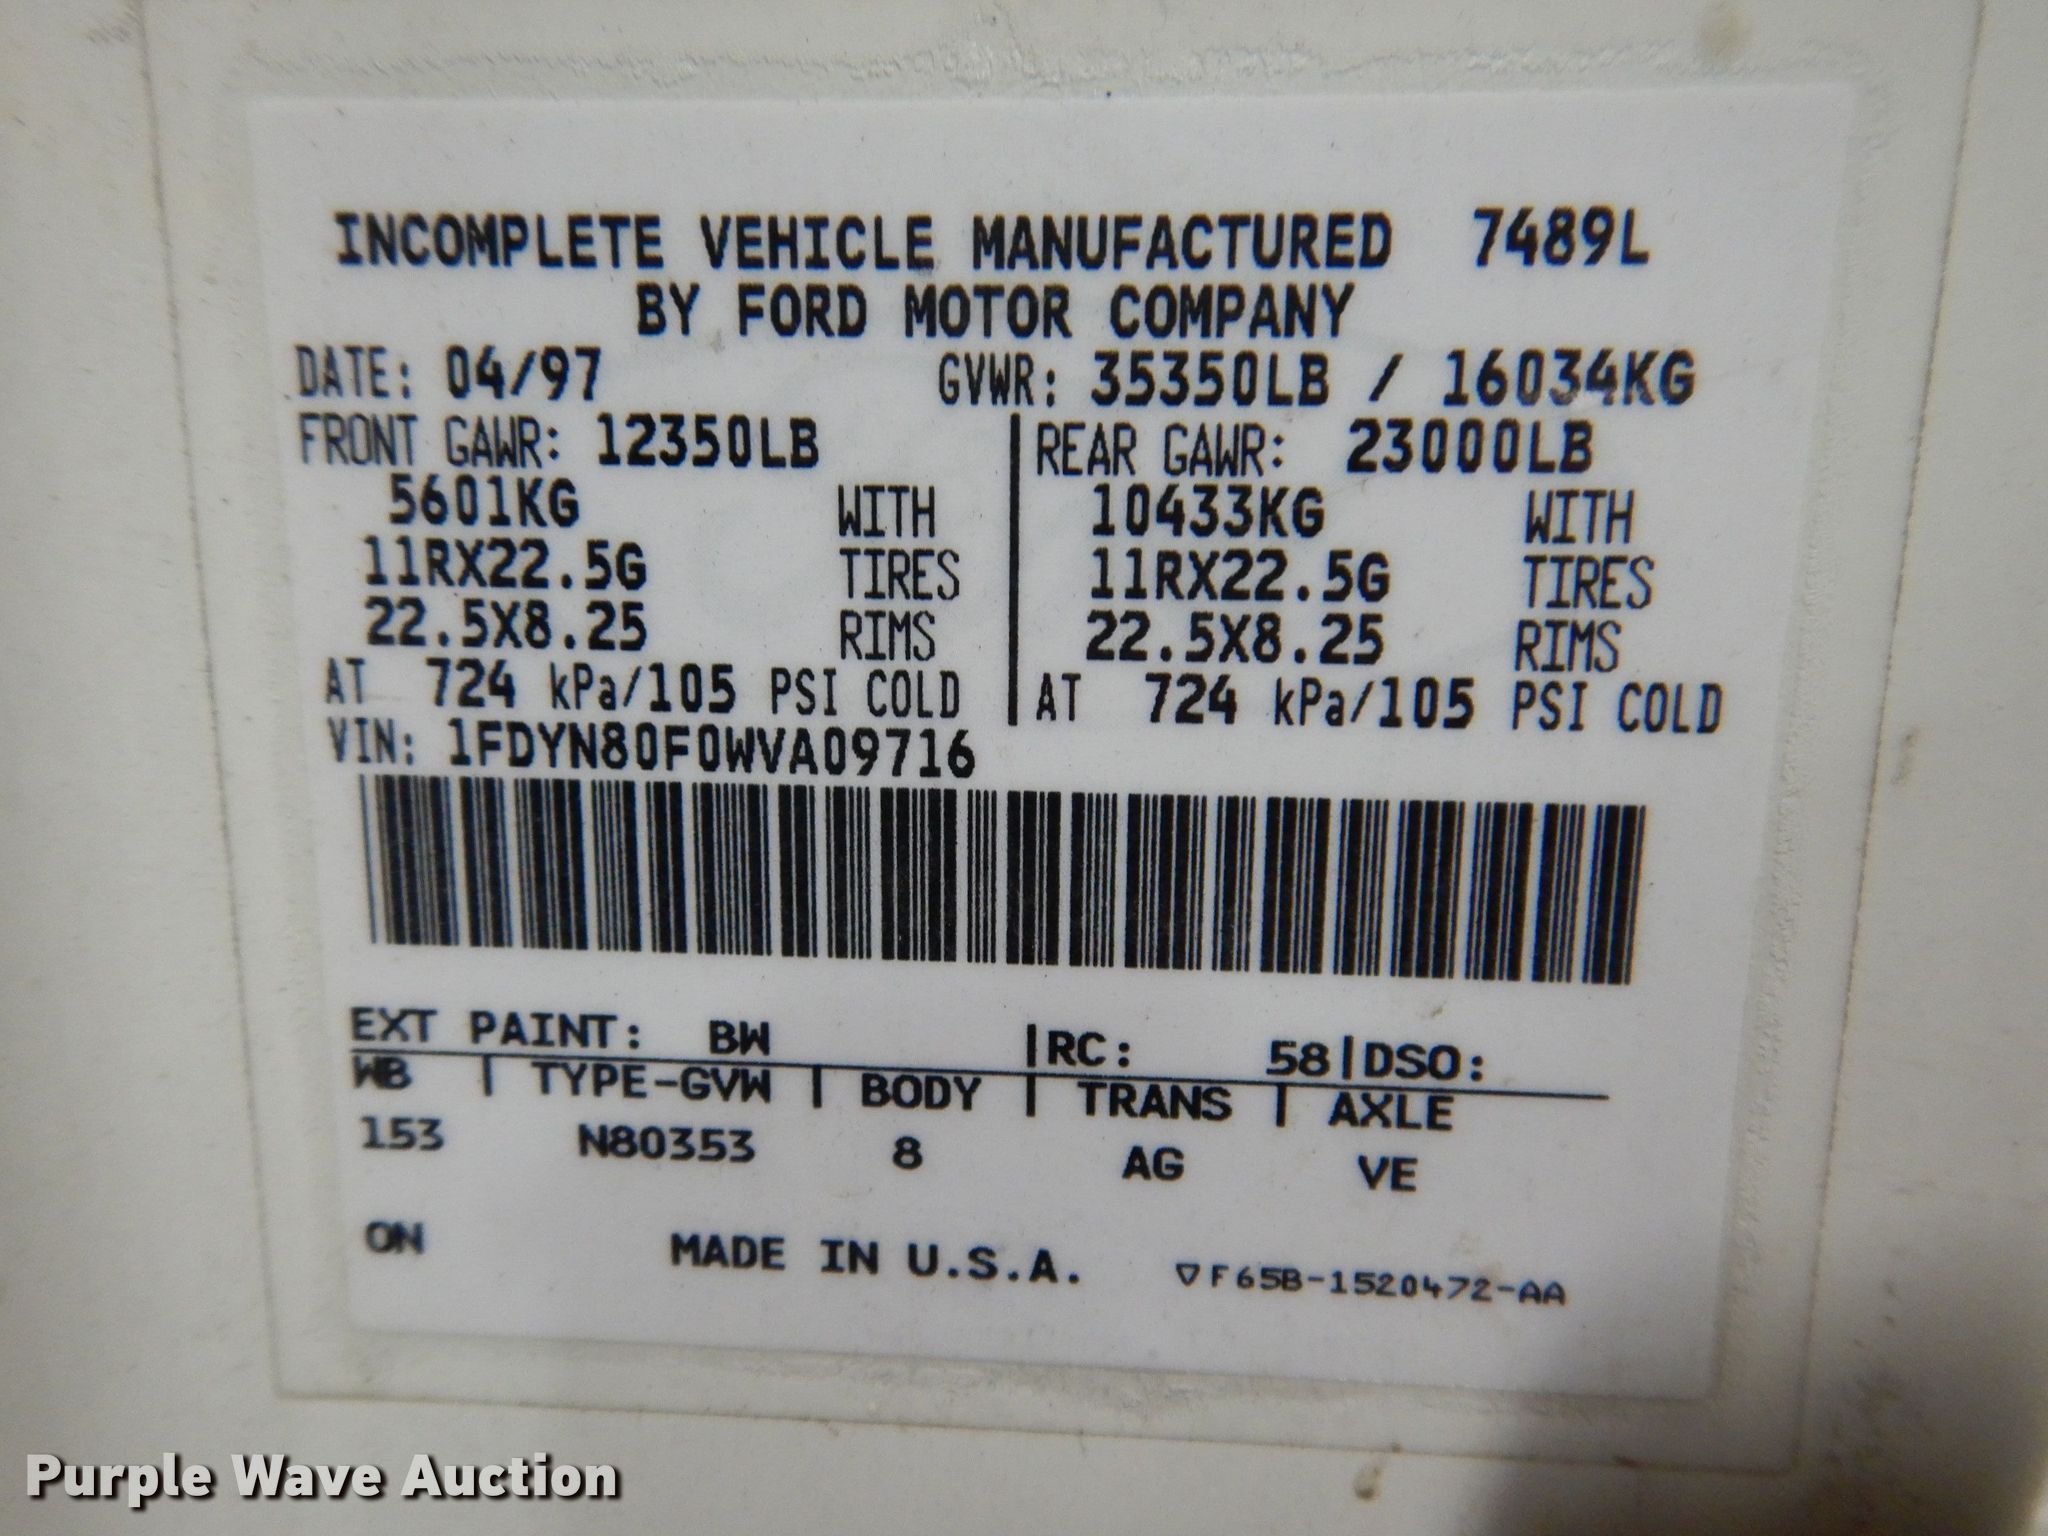 INCOMPLETE VEHICLE MANUFACTURED 7489L
BY FORD MOTOR COMPANY
DATE: 04/97 GVWR: 35350LB / 16034KG
FRONT GAWR: 12350LB REAR GAWR: 23000LB
5601KG WITH 10433KG WITH
11RX22.5G TIRES 11RX22.5G TIRES
22.5X8.25 RIMS 22.5X8.25 RIMS
AT 724 kPa/105 PSI COLD AT 724 kPa/105 PSI COLD
VIN: 1FDYN80F0WVA09716
EXT PAINT: BW |RC: 58|DSO:
WB | TYPE-GVW | BODY | TRANS | AXLE
153 N80353 8 AG VE
ON MADE IN U.S.A. ▽F65B-1520472-AA
Purple Wave Auction